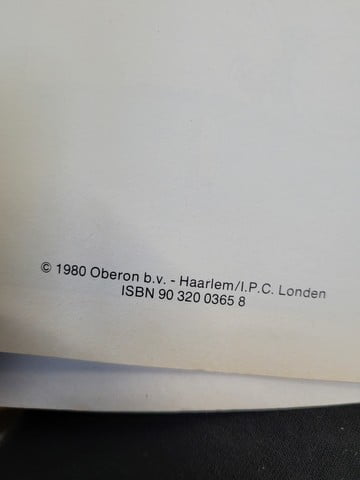 © 1980 Oberon b.v. - Haarlem/I.P.C. Londen
ISBN 90 320 0365 8